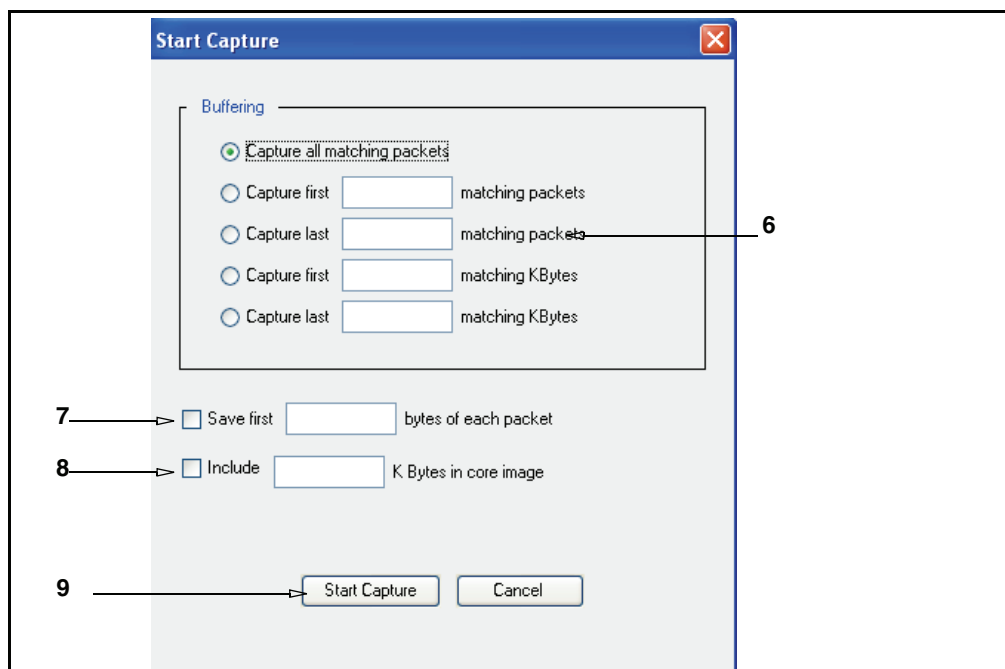 Start Capture
Buffering
Capture all matching packets
Capture first matching packets
Capture last matching packets
6
Capture first matching KBytes
Capture last matching KBytes
7
Save first bytes of each packet
8
Include K Bytes in core image
9
Start Capture
Cancel